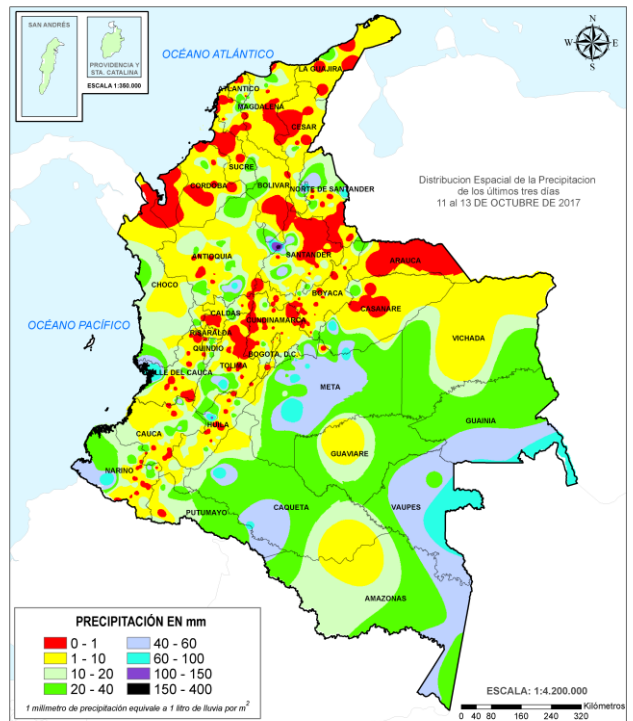 SAN ANDRÉS
PROVIDENCIA Y
STA. CATALINA
ESCALA 1:350.000
OCÉANO ATLÁNTICO
N
W
E
S
LA GUAJIRA
ATLANTICO
MAGDALENA
CESAR
SUCRE
CORDOBA
BOLIVAR
NORTE DE SANTANDER
Distribucion Espacial de la Precipitacion
de los últimos tres días
11 al 13 DE OCTUBRE DE 2017
ANTIOQUIA
SANTANDER
ARAUCA
CHOCO
BOYACA
CASANARE
OCÉANO PACÍFICO
CALDAS
CUNDINAMARCA
RISARALDA
VICHADA
QUINDIO
BOGOTA, D.C.
TOLIMA
VALLE DEL CAUCA
META
GUAINIA
HUILA
CAUCA
GUAVIARE
NARIÑO
CAQUETA
VAUPES
PUTUMAYO
AMAZONAS
PRECIPITACIÓN EN mm
0 - 1
40 - 60
1 - 10
60 - 100
10 - 20
100 - 150
20 - 40
150 - 400
1 milimetro de precipitación equivale a 1 litro de lluvia por m²
ESCALA: 1:4.200.000
Kilómetros
0 40 80 160 240 320